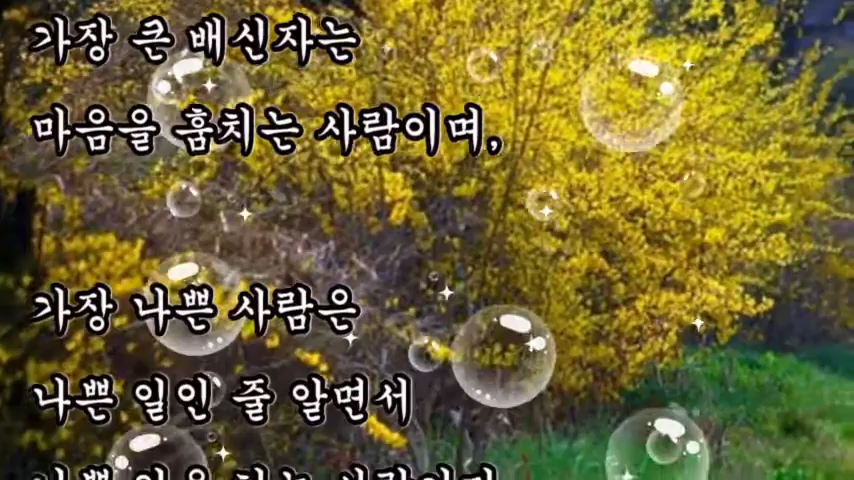 가장 큰 배신자는
마음을 훔치는 사람이며,
가장 나쁜 사람은
나쁜 일인 줄 알면서